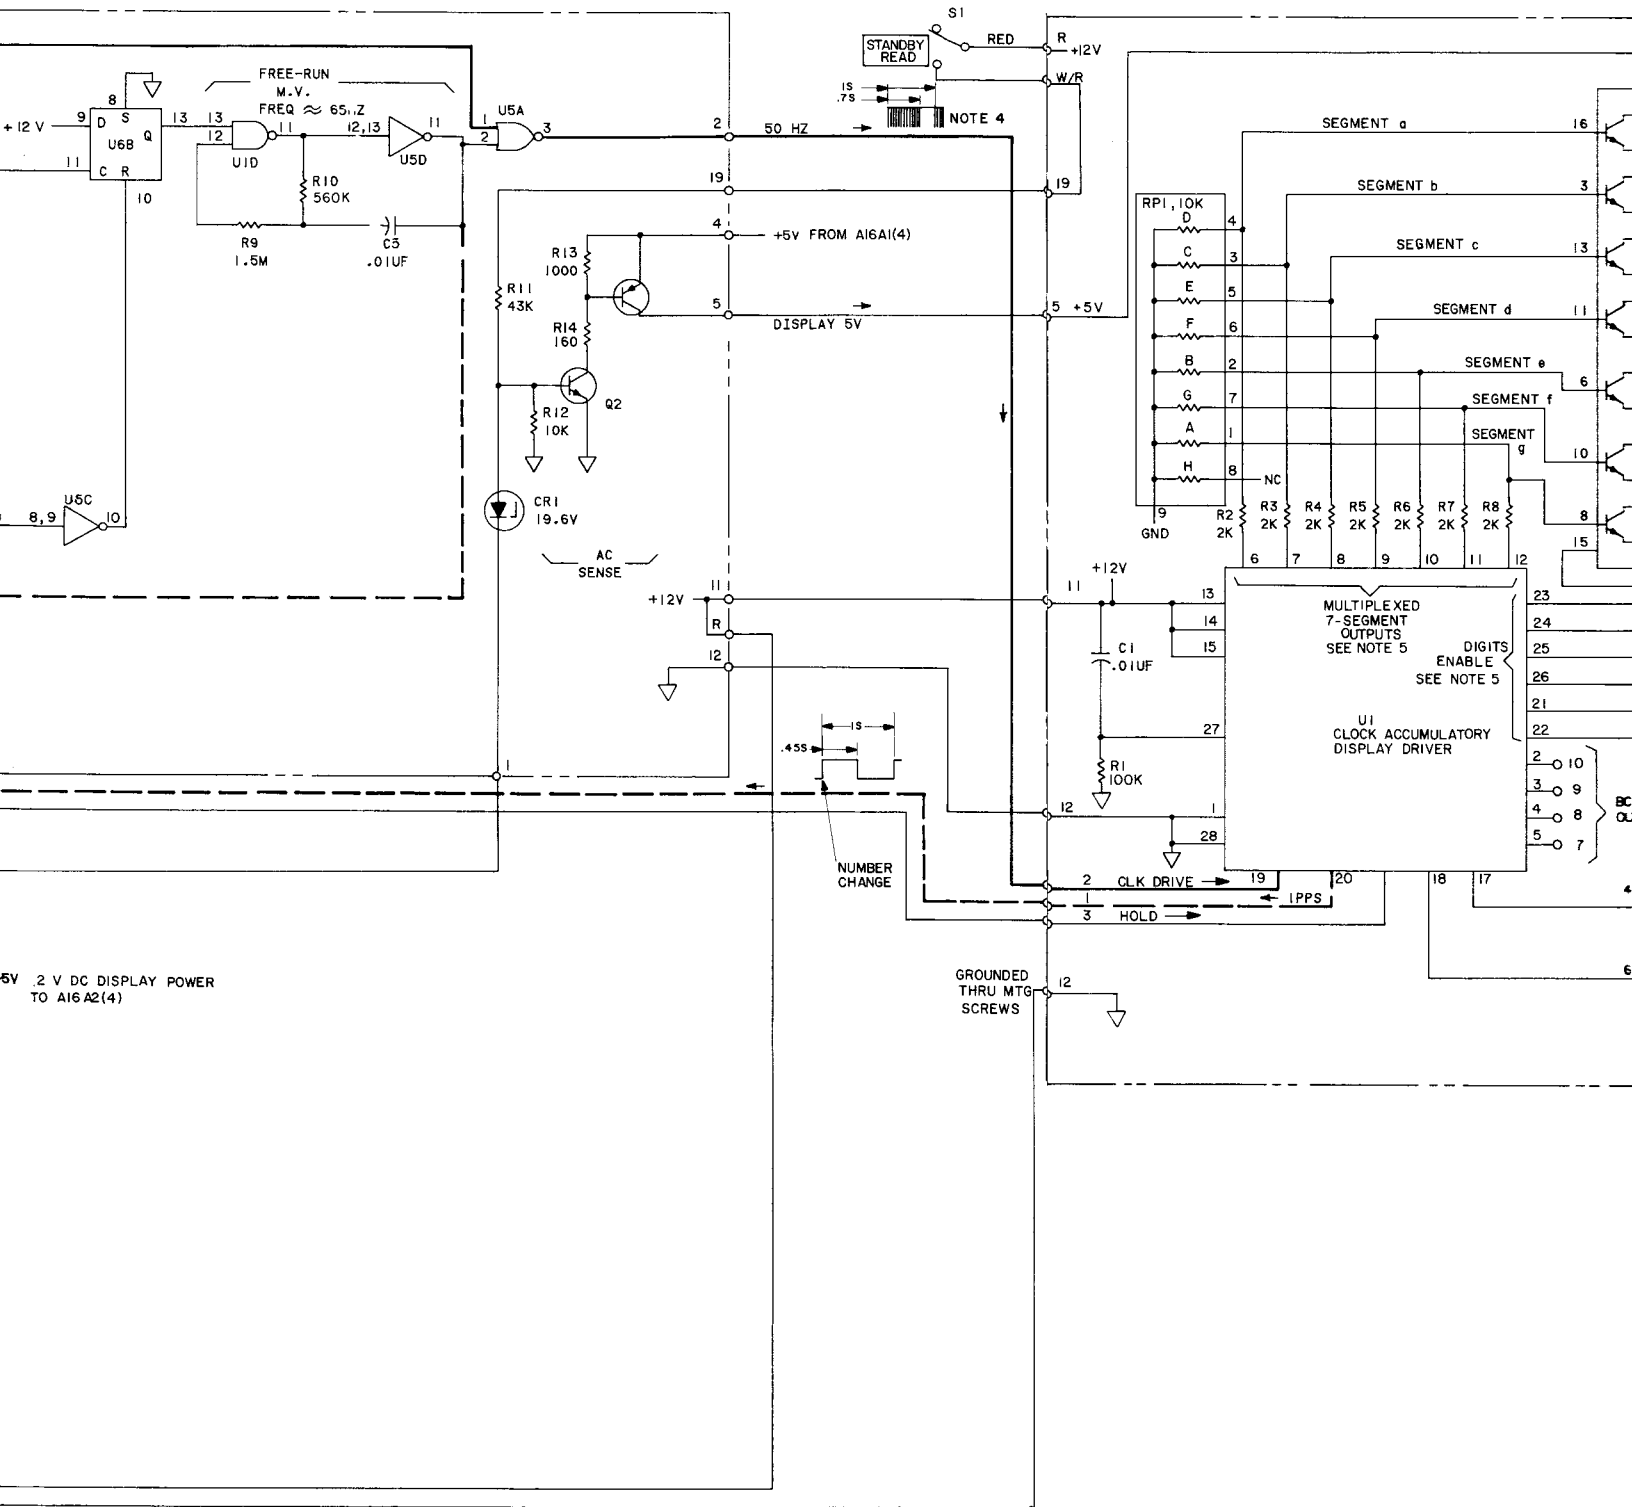 S1
STANDBY
READ
RED
R
+12V
W/R
1S
.7S
NOTE 4
FREE-RUN
M.V.
8
S
9
D
+12V
U6B
Q
11
C R
10
13
13
12
11
U1D
12,13
11
U5D
R10
560K
R9
1.5M
C3
.01UF
U5A
1
2
3
2
50 HZ
19
19
4
+5V FROM A16A1(4)
R13
1000
R11
43K
5
DISPLAY 5V
5 +5V
R14
160
Q2
R12
10K
CR1
19.6V
AC
SENSE
8,9
10
SEGMENT a
16
SEGMENT b
3
SEGMENT c
13
SEGMENT d
11
SEGMENT e
6
SEGMENT f
SEGMENT
g
10
8
15
RP1, 10K
D
4
C
3
E
5
F
6
B
2
G
7
A
1
H
8
NC
9
GND
R2
2K
R3
2K
R4
2K
R5
2K
R6
2K
R7
2K
R8
2K
6
7
8
9
10
11
12
+12V
11
+12V
R
12
11
13
14
15
C1
.01UF
27
R1
100K
12
1
28
MULTIPLEXED
7-SEGMENT
OUTPUTS
SEE NOTE 5
DIGITS
ENABLE
SEE NOTE 5
U1
CLOCK ACCUMULATORY
DISPLAY DRIVER
23
24
25
26
21
22
2
10
3
9
4
8
5
7
1S
.45S
NUMBER
CHANGE
1
2
CLK DRIVE
19
20
18
17
1
1PPS
3
HOLD
4
6
5V .2 V DC DISPLAY POWER
TO A16A2(4)
GROUNDED
THRU MTG
SCREWS
12